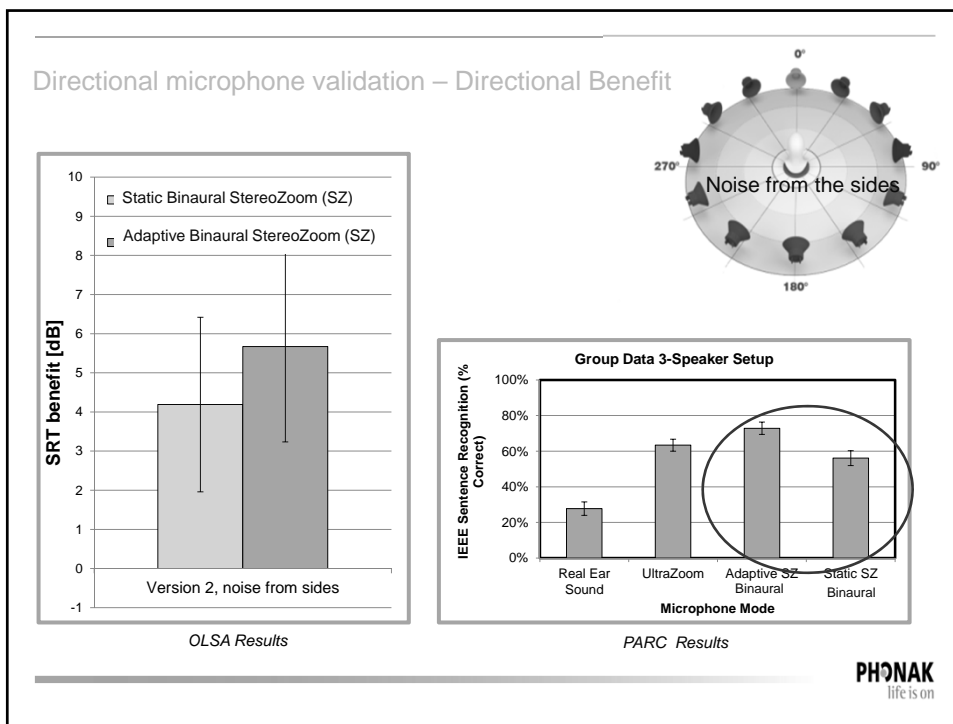 Directional microphone validation – Directional Benefit
0°
270°
90°
Noise from the sides
180°
10
9
8
7
6
5
4
3
2
1
0
-1
SRT benefit [dB]
Static Binaural StereoZoom (SZ)
Adaptive Binaural StereoZoom (SZ)
Version 2, noise from sides
OLSA Results
Group Data 3-Speaker Setup
IEEE Sentence Recognition (%
Correct)
100%
80%
60%
40%
20%
0%
Real Ear
Sound
UltraZoom
Adaptive SZ
Binaural
Static SZ
Binaural
Microphone Mode
PARC Results
PHONAK
life is on